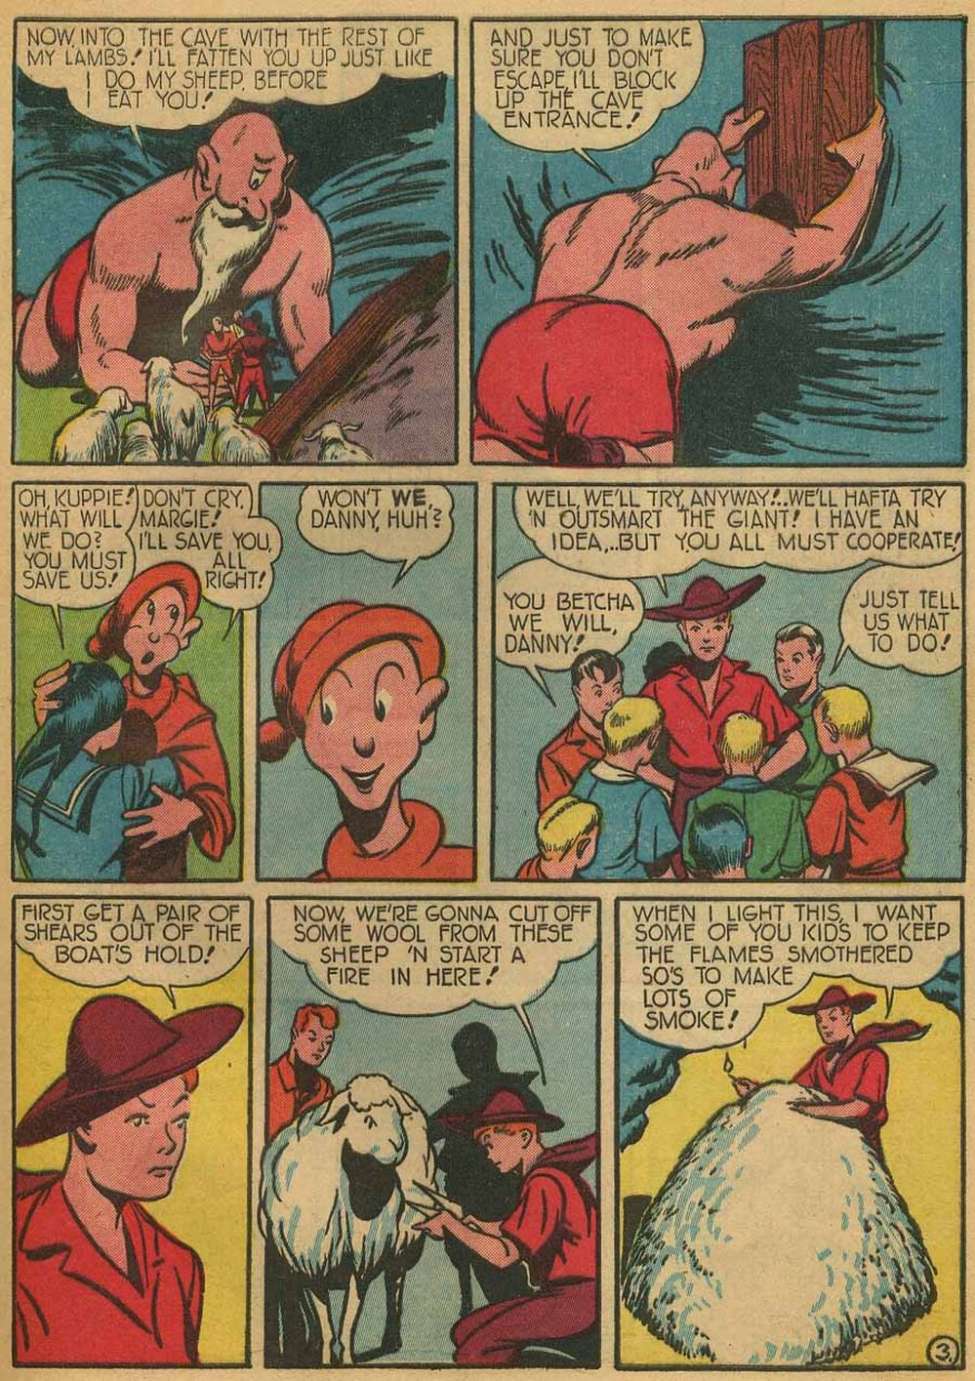 NOW, INTO THE CAVE WITH THE REST OF
MY LAMBS! I'LL FATTEN YOU UP JUST LIKE
I DO MY SHEEP, BEFORE
I EAT YOU!
AND JUST TO MAKE
SURE YOU DON'T
ESCAPE, I'LL BLOCK
UP THE CAVE
ENTRANCE!
OH, KUPPIE!
WHAT WILL
WE DO?
YOU MUST
SAVE US!
DON'T CRY,
MARGIE!
I'LL SAVE YOU,
ALL
RIGHT!
WON'T WE,
DANNY, HUH?
WELL, WE'LL TRY, ANYWAY!..WE'LL HAFTA TRY
'N OUTSMART THE GIANT! I HAVE AN
IDEA,..BUT YOU ALL MUST COOPERATE!
YOU BETCHA
WE WILL,
DANNY!
JUST TELL
US WHAT
TO DO!
FIRST GET A PAIR OF
SHEARS OUT OF THE
BOAT'S HOLD!
NOW, WE'RE GONNA CUT OFF
SOME WOOL FROM THESE
SHEEP 'N START A
FIRE IN HERE!
WHEN I LIGHT THIS, I WANT
SOME OF YOU KIDS TO KEEP
THE FLAMES SMOTHERED
SO'S TO MAKE
LOTS OF
SMOKE!
3.